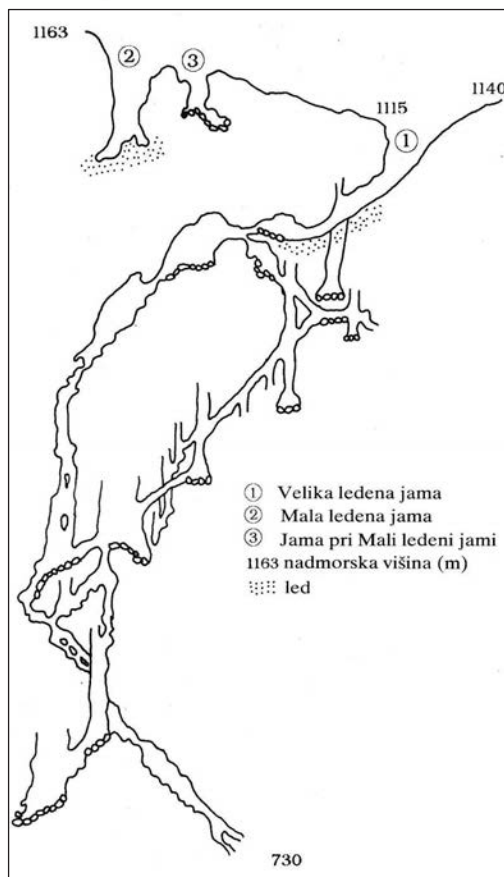 1163
②
③
1140
1115
①
① Velika ledena jama
② Mala ledena jama
③ Jama pri Mali ledeni jami
1163 nadmorska višina (m)
led
730